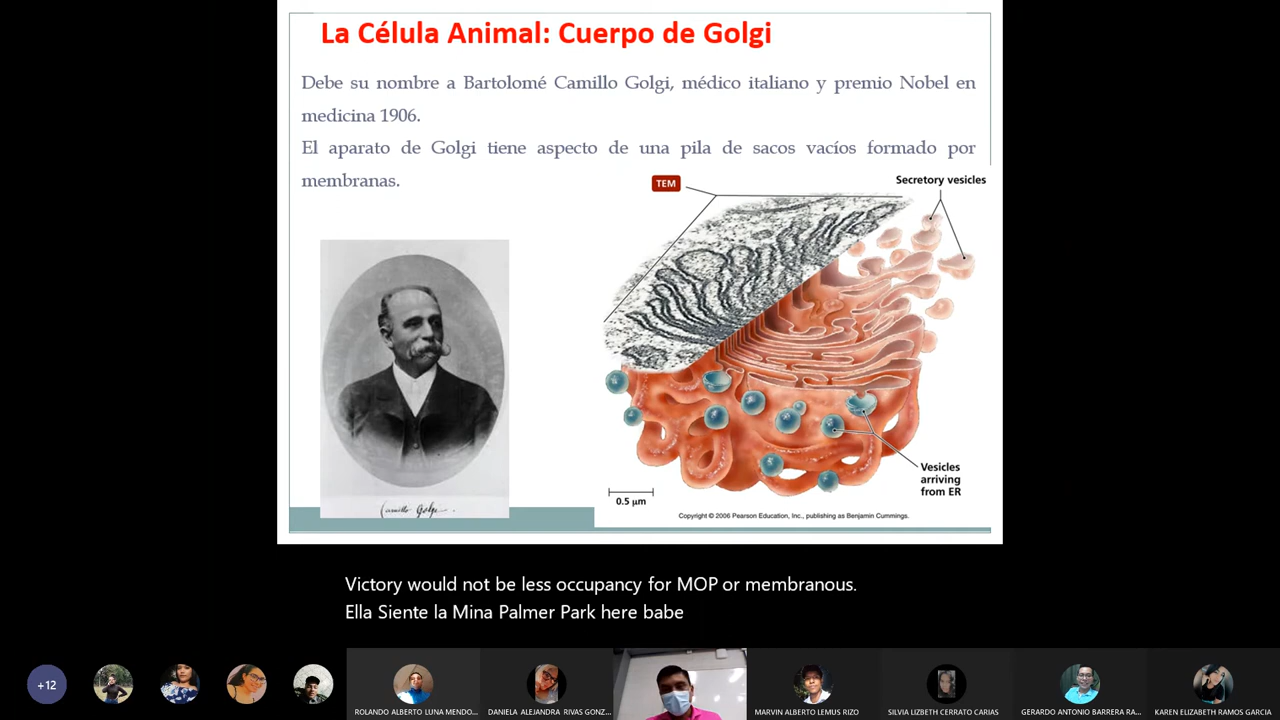 La Célula Animal: Cuerpo de Golgi
Debe su nombre a Bartolomé Camillo Golgi, médico italiano y premio Nobel en
medicina 1906.
El aparato de Golgi tiene aspecto de una pila de sacos vacíos formado por
membranas.
TEM
Secretory vesicles
Vesicles
arriving
from ER
0.5 µm
Camillo Golgi.
Copyright © 2006 Pearson Education, Inc., publishing as Benjamin Cummings.
Victory would not be less occupancy for MOP or membranous.
Ella Siente la Mina Palmer Park here babe
+12
ROLANDO ALBERTO LUNA MENDO...
DANIELA ALEJANDRA RIVAS GONZ...
MARVIN ALBERTO LEMUS RIZO
SILVIA LIZBETH CERRATO CARIAS
GERARDO ANTONIO BARRERA RA...
KAREN ELIZABETH RAMOS GARCIA